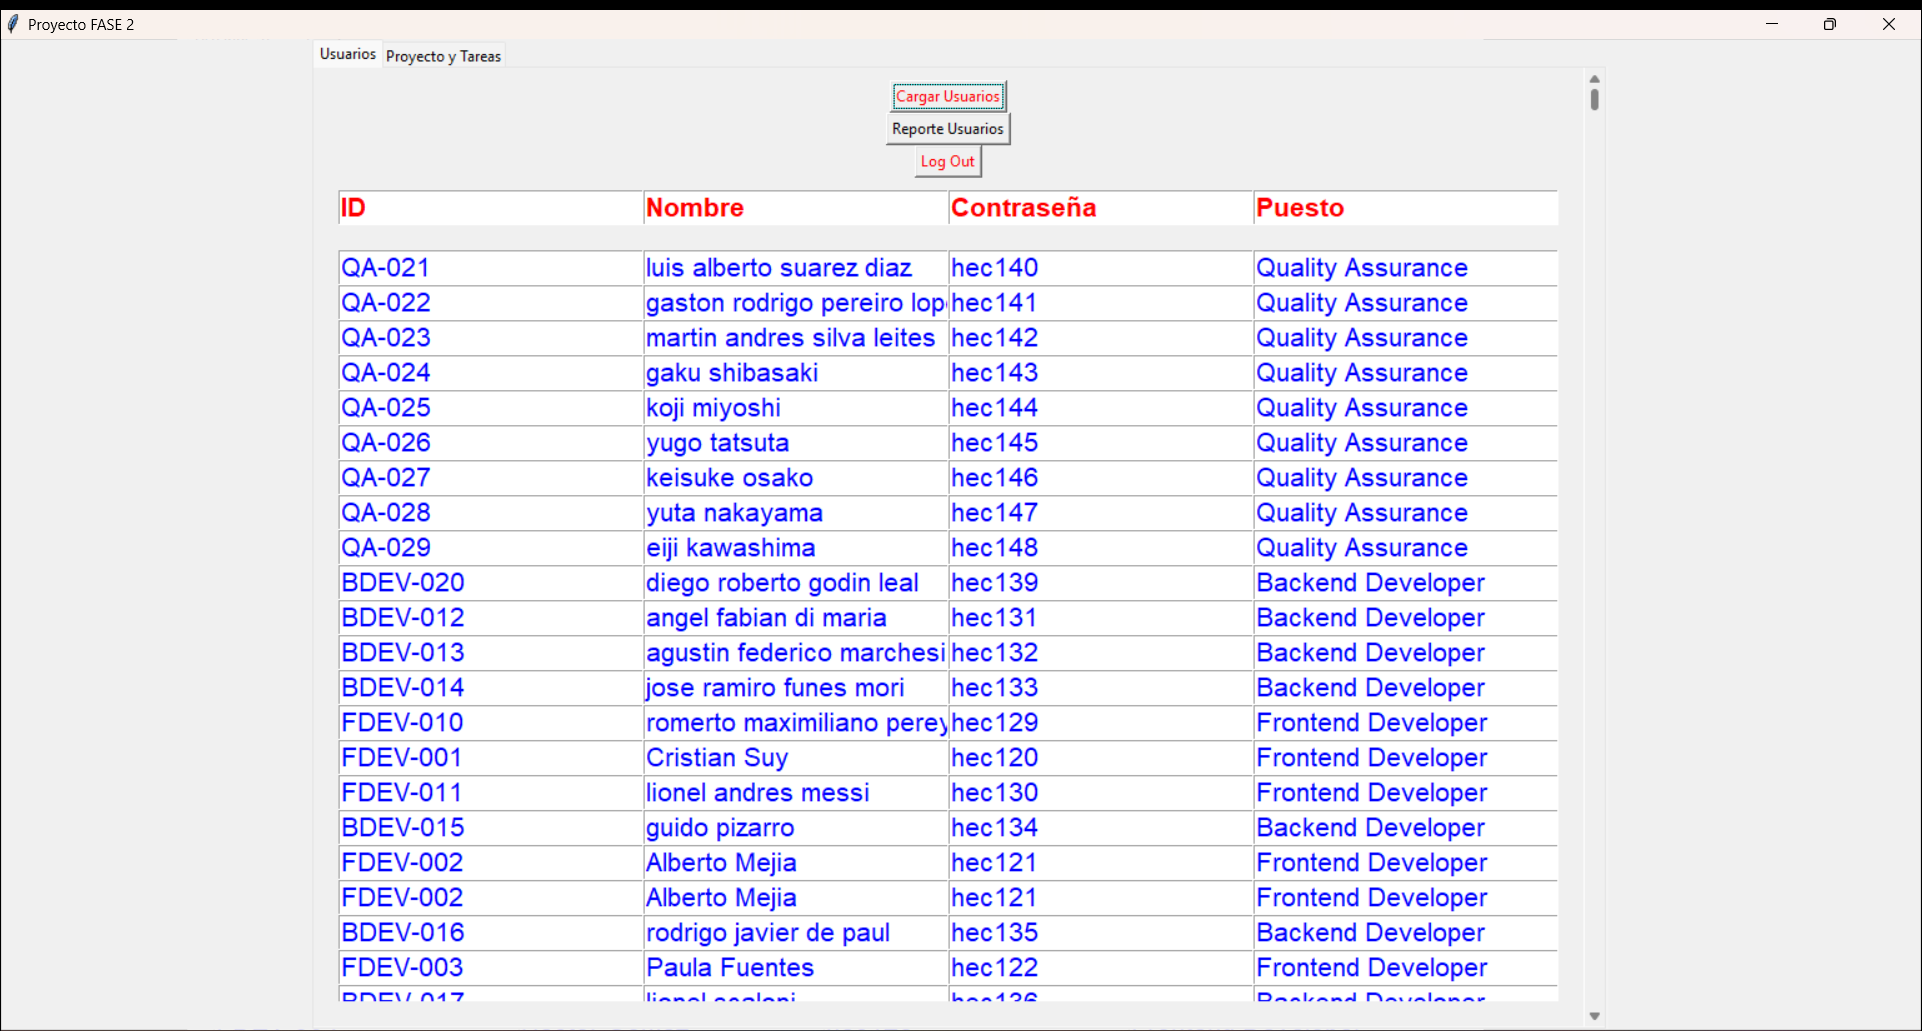 Proyecto FASE 2
Usuarios Proyecto y Tareas
Cargar Usuarios
Reporte Usuarios
Log Out
ID Nombre Contraseña Puesto
QA-021 luis alberto suarez diaz hec140 Quality Assurance
QA-022 gaston rodrigo pereiro lop hec141 Quality Assurance
QA-023 martin andres silva leites hec142 Quality Assurance
QA-024 gaku shibasaki hec143 Quality Assurance
QA-025 koji miyoshi hec144 Quality Assurance
QA-026 yugo tatsuta hec145 Quality Assurance
QA-027 keisuke osako hec146 Quality Assurance
QA-028 yuta nakayama hec147 Quality Assurance
QA-029 eiji kawashima hec148 Quality Assurance
BDEV-020 diego roberto godin leal hec139 Backend Developer
BDEV-012 angel fabian di maria hec131 Backend Developer
BDEV-013 agustin federico marchesi hec132 Backend Developer
BDEV-014 jose ramiro funes mori hec133 Backend Developer
FDEV-010 romerto maximiliano perey hec129 Frontend Developer
FDEV-001 Cristian Suy hec120 Frontend Developer
FDEV-011 lionel andres messi hec130 Frontend Developer
BDEV-015 guido pizarro hec134 Backend Developer
FDEV-002 Alberto Mejia hec121 Frontend Developer
FDEV-002 Alberto Mejia hec121 Frontend Developer
BDEV-016 rodrigo javier de paul hec135 Backend Developer
FDEV-003 Paula Fuentes hec122 Frontend Developer
BDEV-017 lionel scaloni hec136 Backend Developer